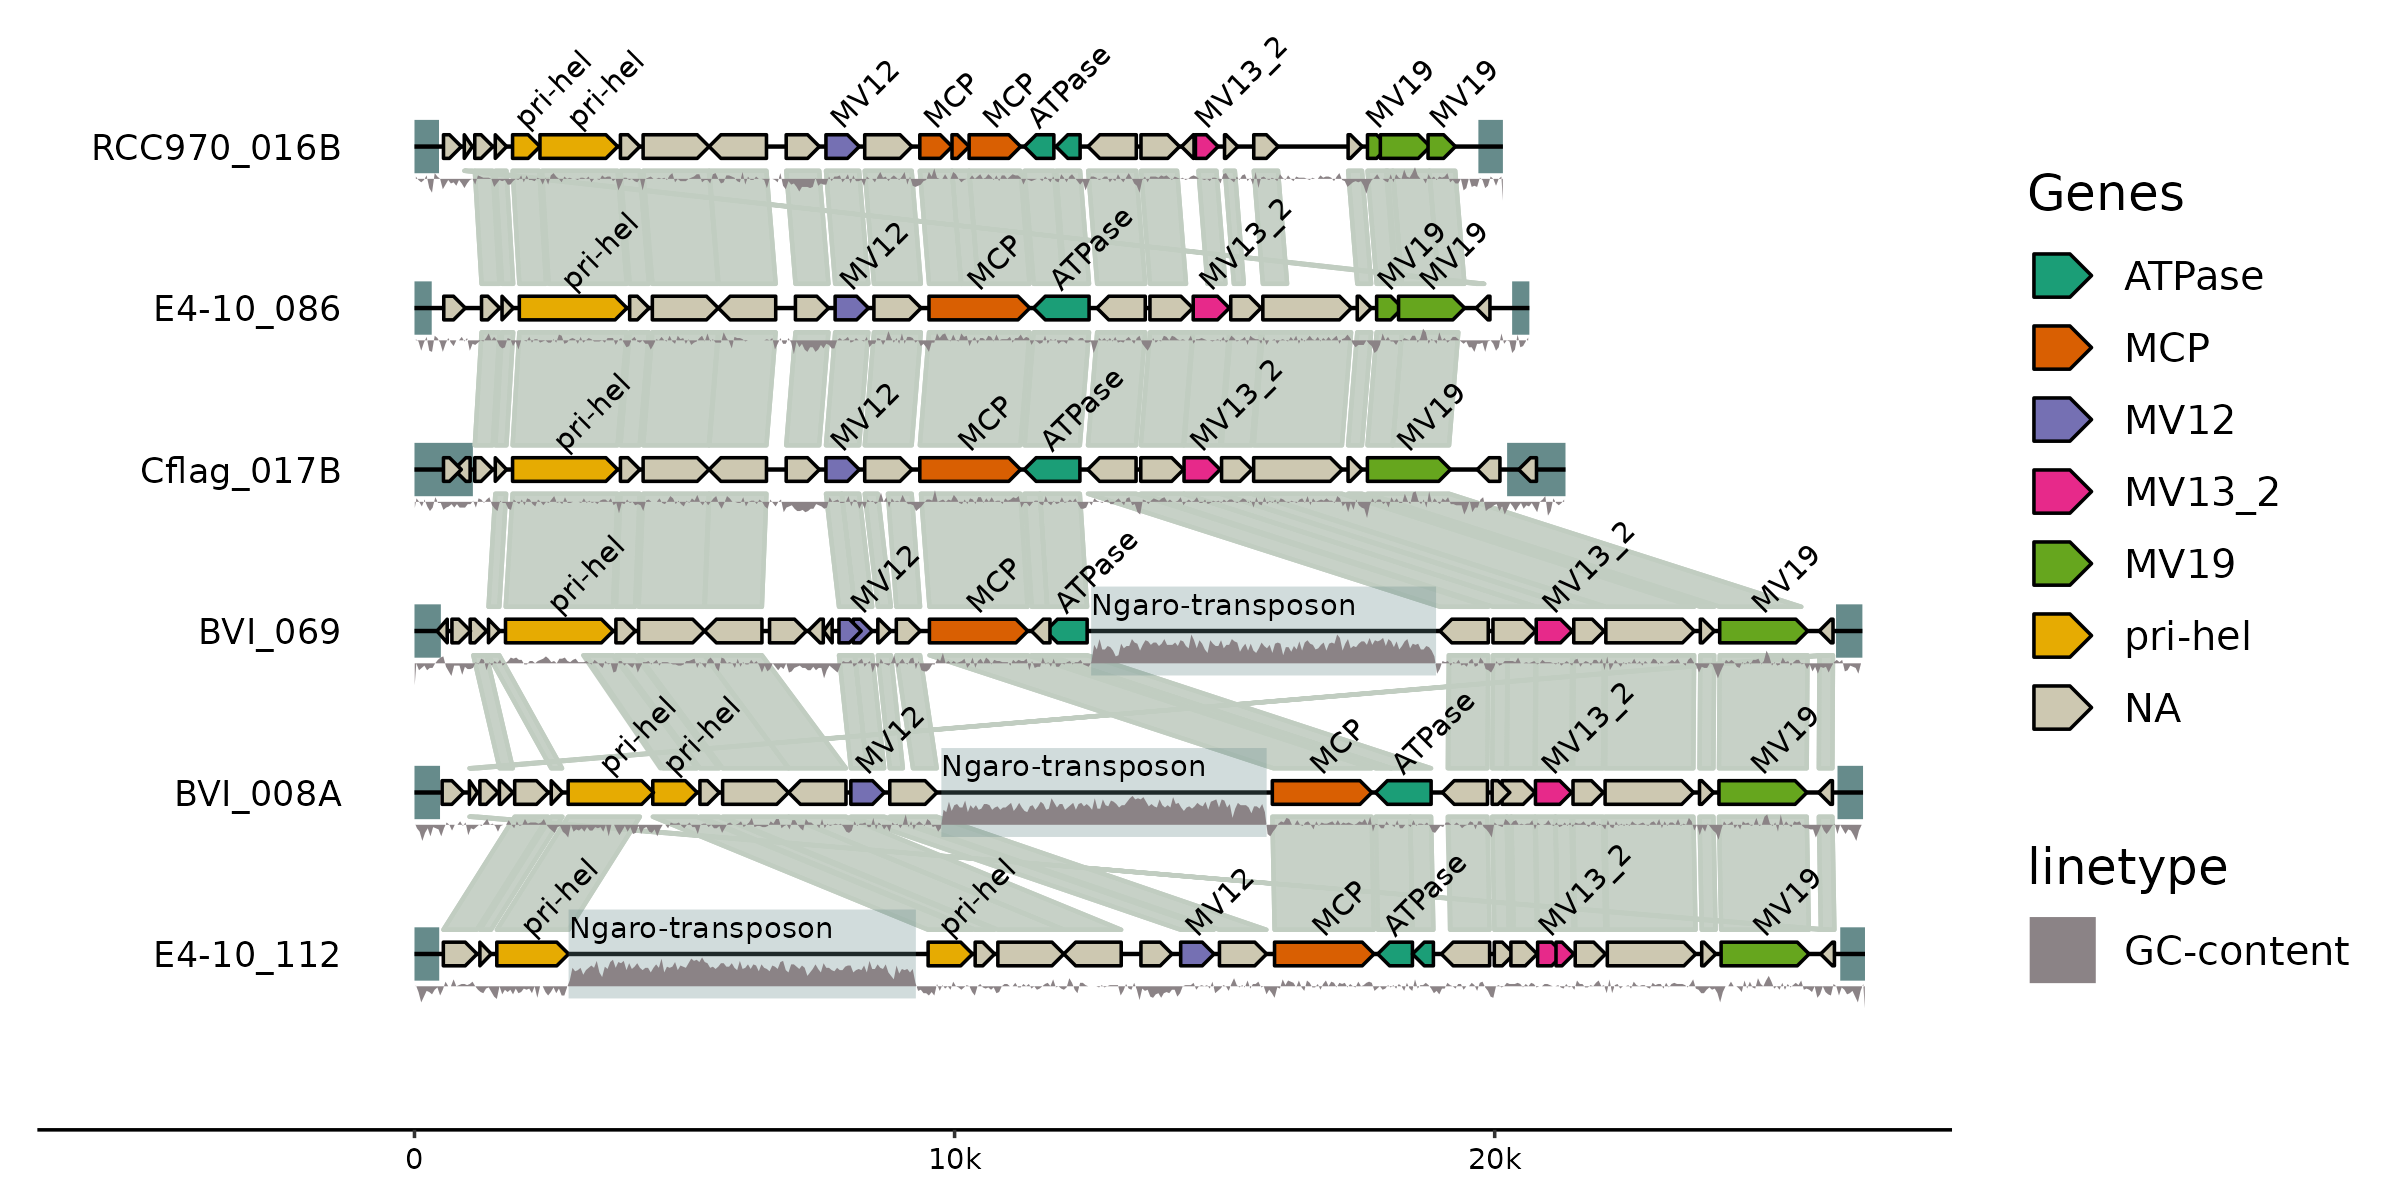 pri-hel pri-hel MV12 MCP MCP ATPase MV13_2 MV19 MV19
RCC970_016B
pri-hel MV12 MCP ATPase MV13_2 MV19 MV19
E4-10_086
pri-hel MV12 MCP ATPase MV13_2 MV19
Cflag_017B
pri-hel MV12 MCP ATPase Ngaro-transposon MV13_2 MV19
BVI_069
pri-hel pri-hel MV12 Ngaro-transposon MCP ATPase MV13_2 MV19
BVI_008A
pri-hel Ngaro-transposon pri-hel MV12 MCP ATPase MV13_2 MV19
E4-10_112
0 10k 20k
Genes
ATPase
MCP
MV12
MV13_2
MV19
pri-hel
NA
linetype
GC-content